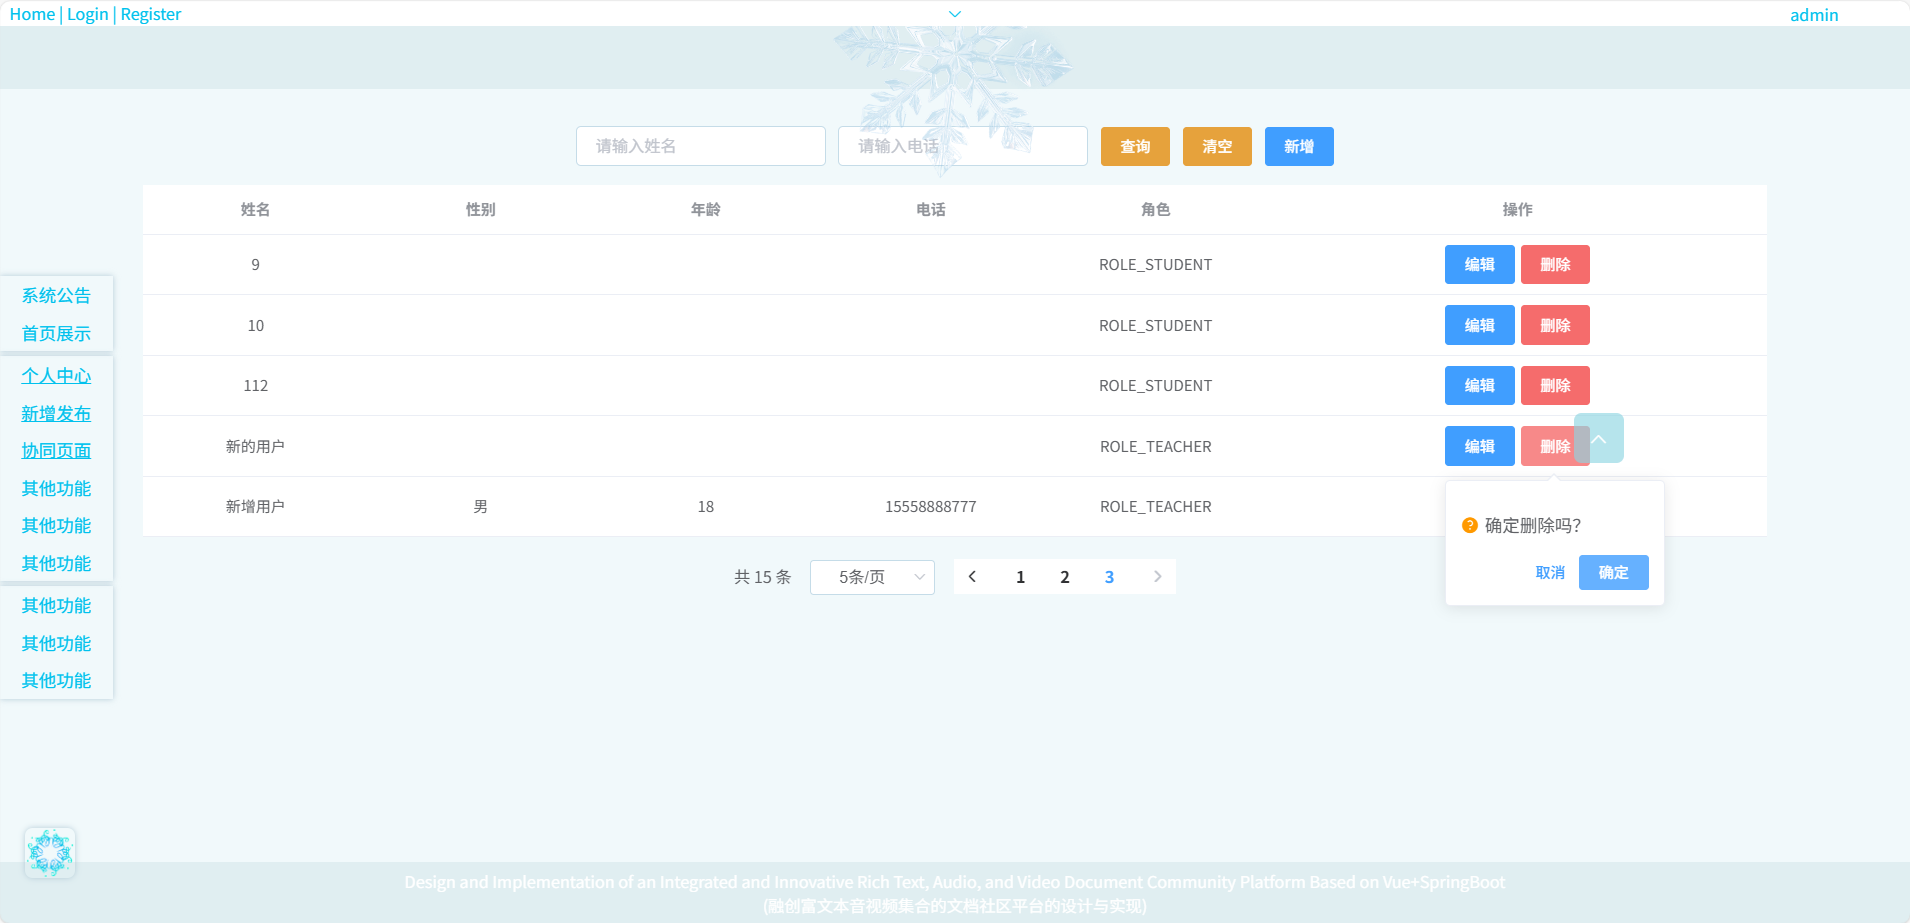 Home | Login | Register
admin
请输入姓名 请输入电话 查询 清空 新增
姓名 性别 年龄 电话 角色 操作
9 ROLE_STUDENT 编辑 删除
10 ROLE_STUDENT 编辑 删除
112 ROLE_STUDENT 编辑 删除
新的用户 ROLE_TEACHER 编辑 删除
新增用户 男 18 15558888777 ROLE_TEACHER
确定删除吗?
取消 确定
共 15 条 5条/页 1 2 3
系统公告
首页展示
个人中心
新增发布
协同页面
其他功能
其他功能
其他功能
其他功能
其他功能
其他功能
Design and Implementation of an Integrated and Innovative Rich Text, Audio, and Video Document Community Platform Based on Vue+SpringBoot
(融创富文本音视频集合的文档社区平台的设计与实现)